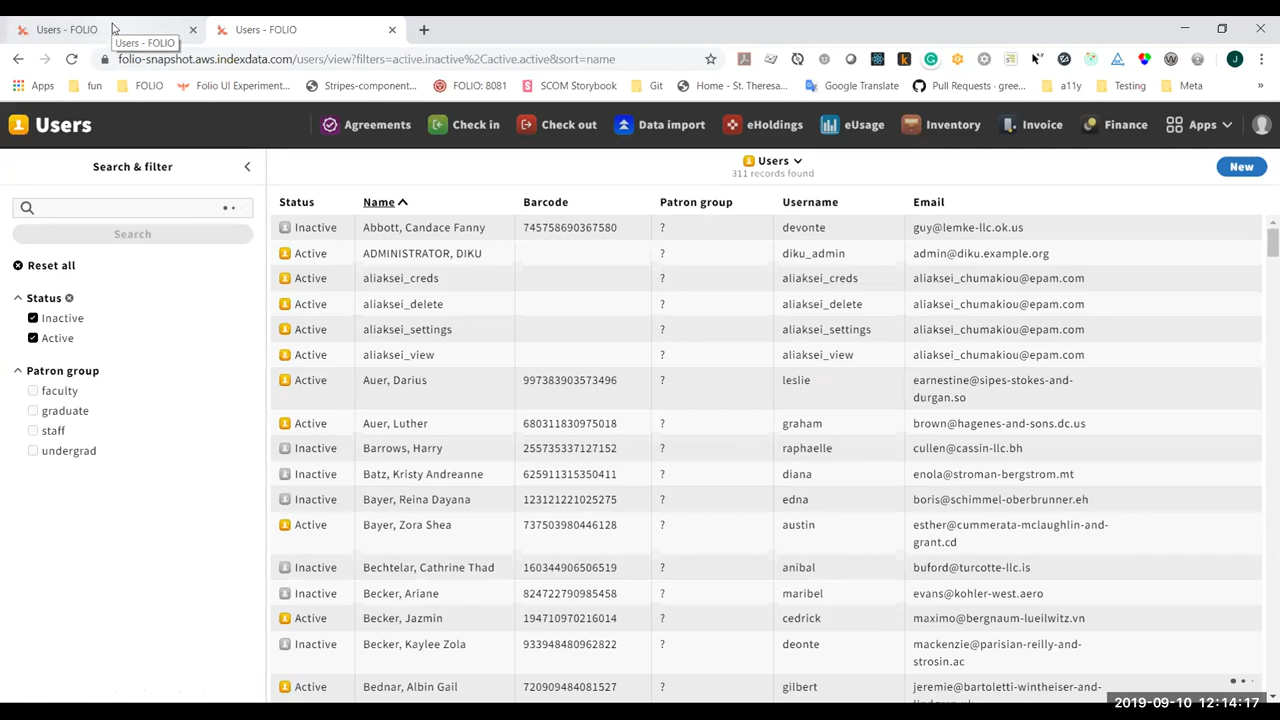 Users - FOLIO
Users - FOLIO
Users - FOLIO
folio-snapshot.aws.indexdata.com/users/view?filters=active.inactive%2Cactive.active&sort=name
Apps fun FOLIO Folio UI Experiment... Stripes-component... FOLIO: 8081 SCOM Storybook Git Home - St. Theresa... Google Translate Pull Requests · gree... a11y Testing Meta »
Users Agreements Check in Check out Data import eHoldings eUsage Inventory Invoice Finance Apps
Search & filter
Users
311 records found
New
Search
Reset all
Status
Inactive
Active
Patron group
faculty
graduate
staff
undergrad
Status Name Barcode Patron group Username Email
Inactive Abbott, Candace Fanny 745758690367580 ? devonte guy@lemke-llc.ok.us
Active ADMINISTRATOR, DIKU ? diku_admin admin@diku.example.org
Active aliaksei_creds ? aliaksei_creds aliaksei_chumakiou@epam.com
Active aliaksei_delete ? aliaksei_delete aliaksei_chumakiou@epam.com
Active aliaksei_settings ? aliaksei_settings aliaksei_chumakiou@epam.com
Active aliaksei_view ? aliaksei_view aliaksei_chumakiou@epam.com
Active Auer, Darius 997383903573496 ? leslie earnestine@sipes-stokes-and-
durgan.so
Active Auer, Luther 680311830975018 ? graham brown@hagenes-and-sons.dc.us
Inactive Barrows, Harry 255735337127152 ? raphaelle cullen@cassin-llc.bh
Inactive Batz, Kristy Andreanne 625911315350411 ? diana enola@stroman-bergstrom.mt
Inactive Bayer, Reina Dayana 123121221025275 ? edna boris@schimmel-oberbrunner.eh
Active Bayer, Zora Shea 737503980446128 ? austin esther@cummerata-mclaughlin-and-
grant.cd
Inactive Bechtelar, Cathrine Thad 160344906506519 ? anibal buford@turcotte-llc.is
Inactive Becker, Ariane 824722790985458 ? maribel evans@kohler-west.aero
Active Becker, Jazmin 194710970216014 ? cedrick maximo@bergnaum-lueilwitz.vn
Inactive Becker, Kaylee Zola 933948480962822 ? deonte mackenzie@parisian-reilly-and-
strosin.ac
Active Bednar, Albin Gail 720909484081527 ? gilbert jeremie@bartoletti-wintheiser-and-
2019-09-10 12:14:17